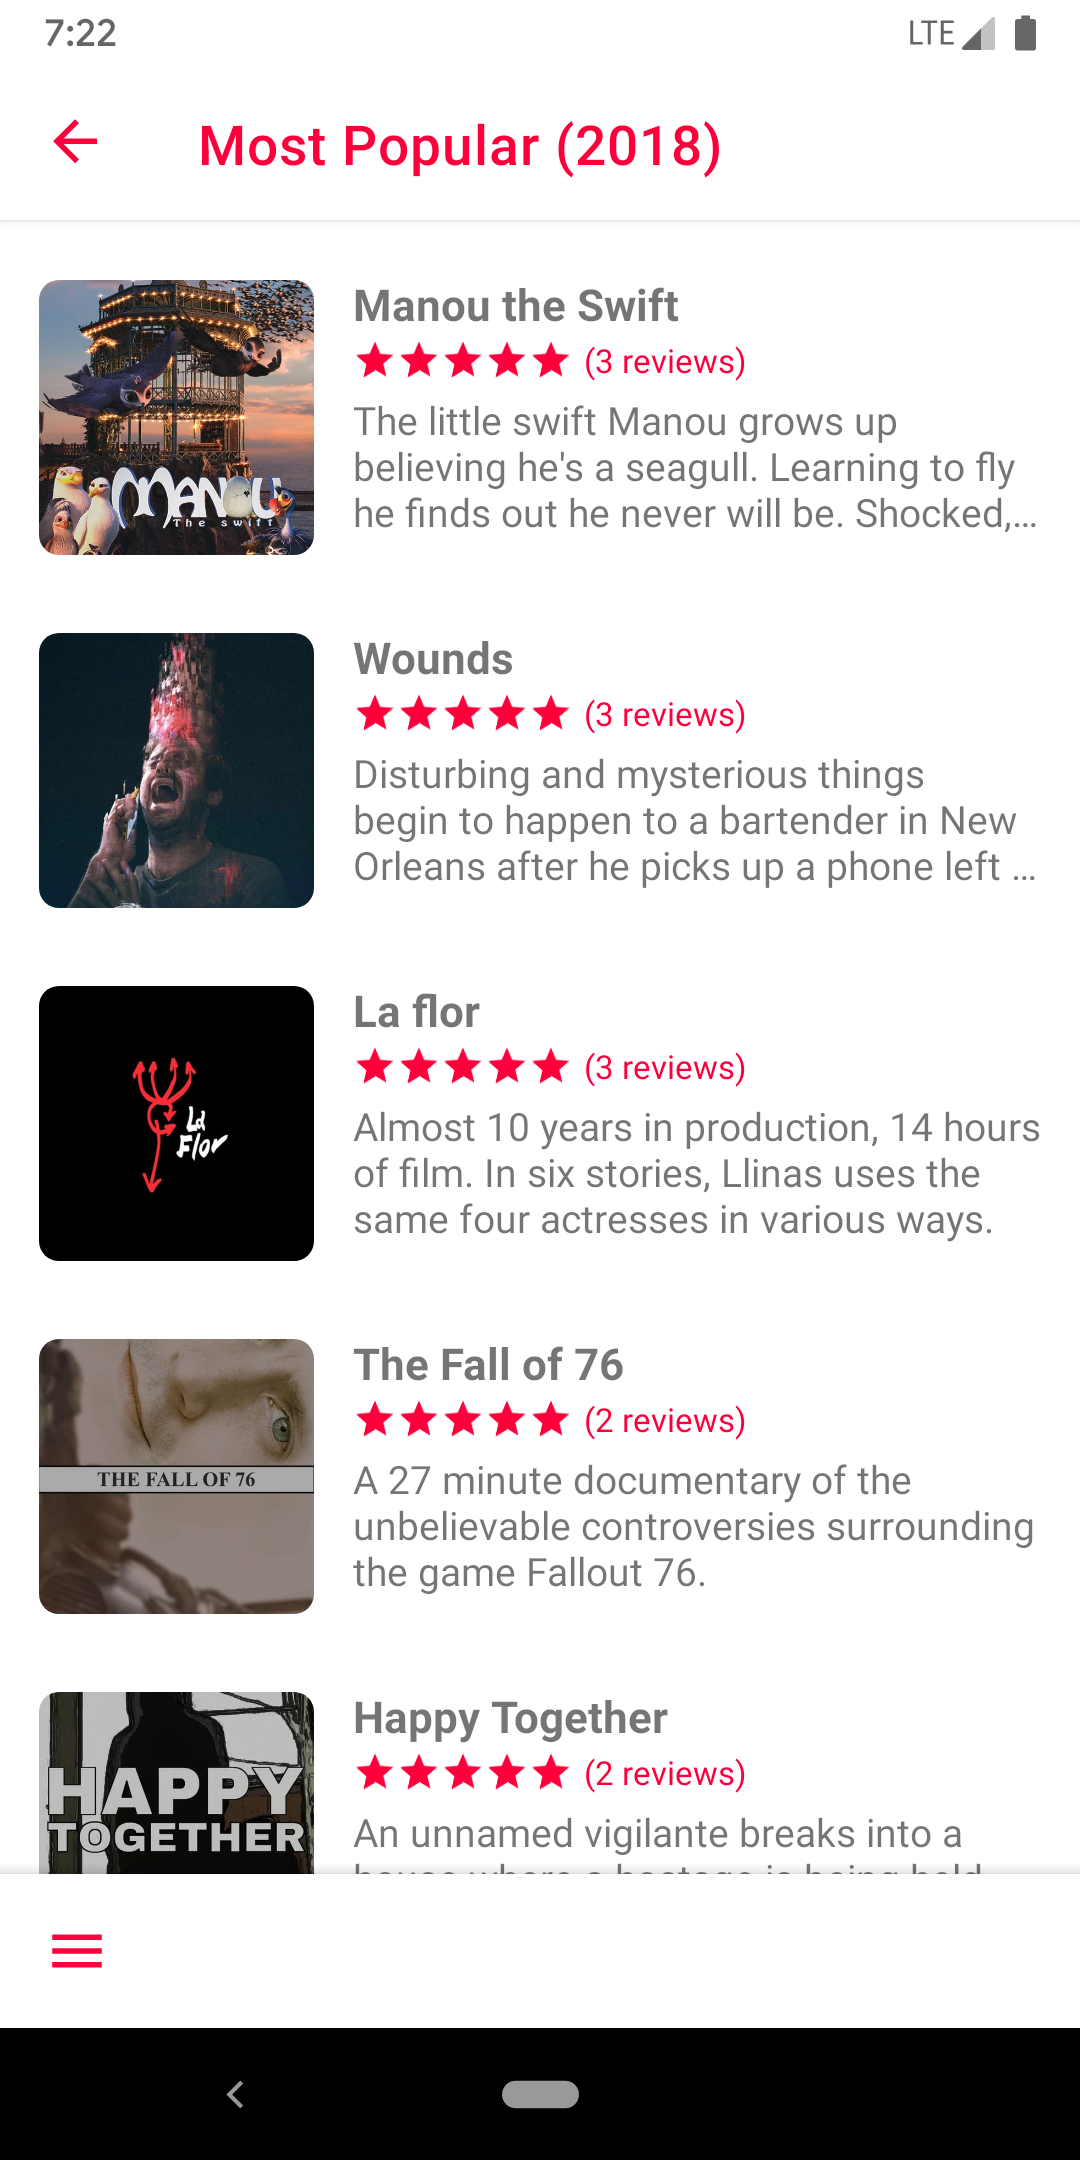 7:22
LTE
Most Popular (2018)
MANOU
The swift
Manou the Swift
(3 reviews)
The little swift Manou grows up
believing he's a seagull. Learning to fly
he finds out he never will be. Shocked,...
Wounds
(3 reviews)
Disturbing and mysterious things
begin to happen to a bartender in New
Orleans after he picks up a phone left ...
La
Flor
La flor
(3 reviews)
Almost 10 years in production, 14 hours
of film. In six stories, Llinas uses the
same four actresses in various ways.
THE FALL OF 76
The Fall of 76
(2 reviews)
A 27 minute documentary of the
unbelievable controversies surrounding
the game Fallout 76.
HAPPY
TOGETHER
Happy Together
(2 reviews)
An unnamed vigilante breaks into a
house where a hostage is being held